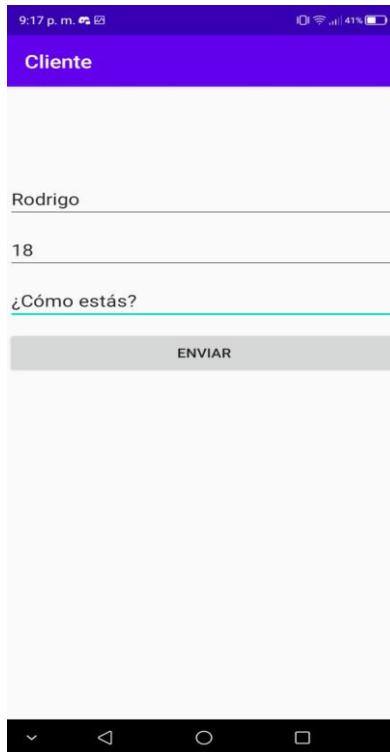 9:17 p. m. 41%
Cliente
Rodrigo
18
¿Cómo estás?
ENVIAR